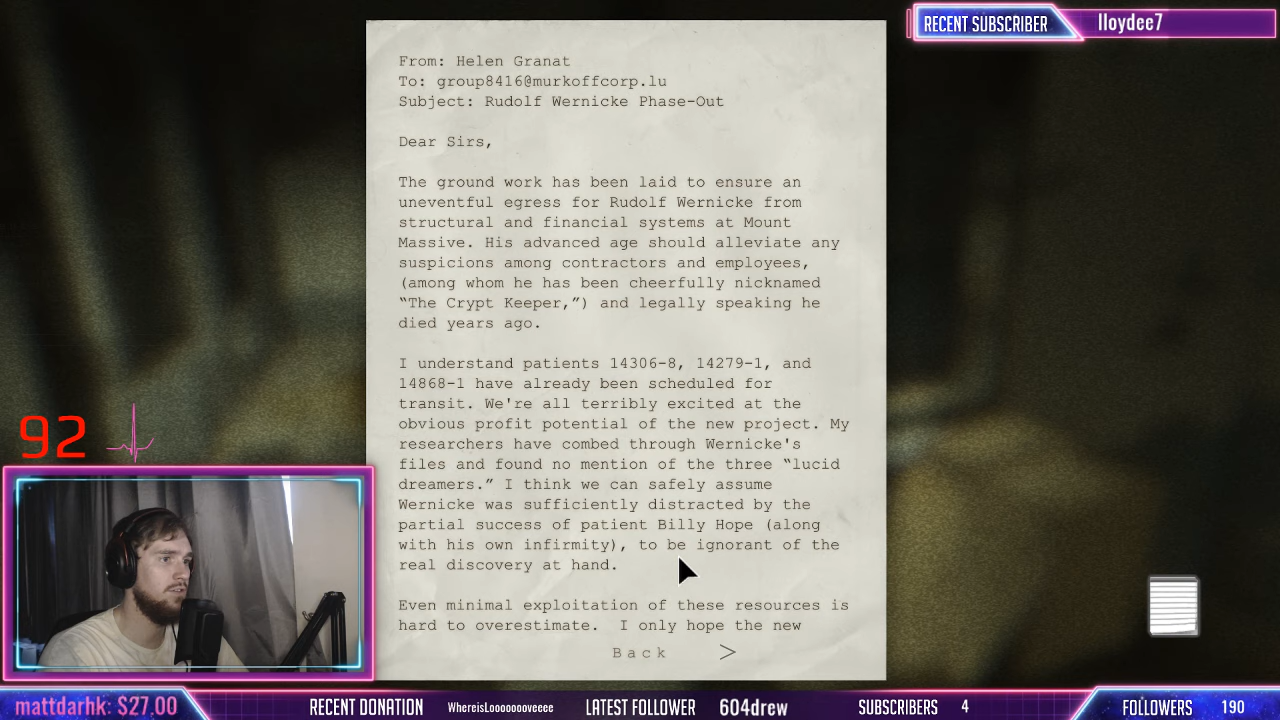 RECENT SUBSCRIBER
lloydee7
From: Helen Granat
To: group8416@murkoffcorp.lu
Subject: Rudolf Wernicke Phase-Out
Dear Sirs,
The ground work has been laid to ensure an
uneventful egress for Rudolf Wernicke from
structural and financial systems at Mount
Massive. His advanced age should alleviate any
suspicions among contractors and employees,
(among whom he has been cheerfully nicknamed
“The Crypt Keeper,”) and legally speaking he
died years ago.
I understand patients 14306-8, 14279-1, and
14868-1 have already been scheduled for
transit. We're all terribly excited at the
obvious profit potential of the new project. My
researchers have combed through Wernicke's
files and found no mention of the three “lucid
dreamers.” I think we can safely assume
Wernicke was sufficiently distracted by the
partial success of patient Billy Hope (along
with his own infirmity), to be ignorant of the
real discovery at hand.
Even minimal exploitation of these resources is
hard to overestimate.  I only hope the new
Back >
92
mattdarhk: $27.00
RECENT DONATION
WhereisLoooooooveeee
LATEST FOLLOWER
604drew
SUBSCRIBERS
4
FOLLOWERS
190